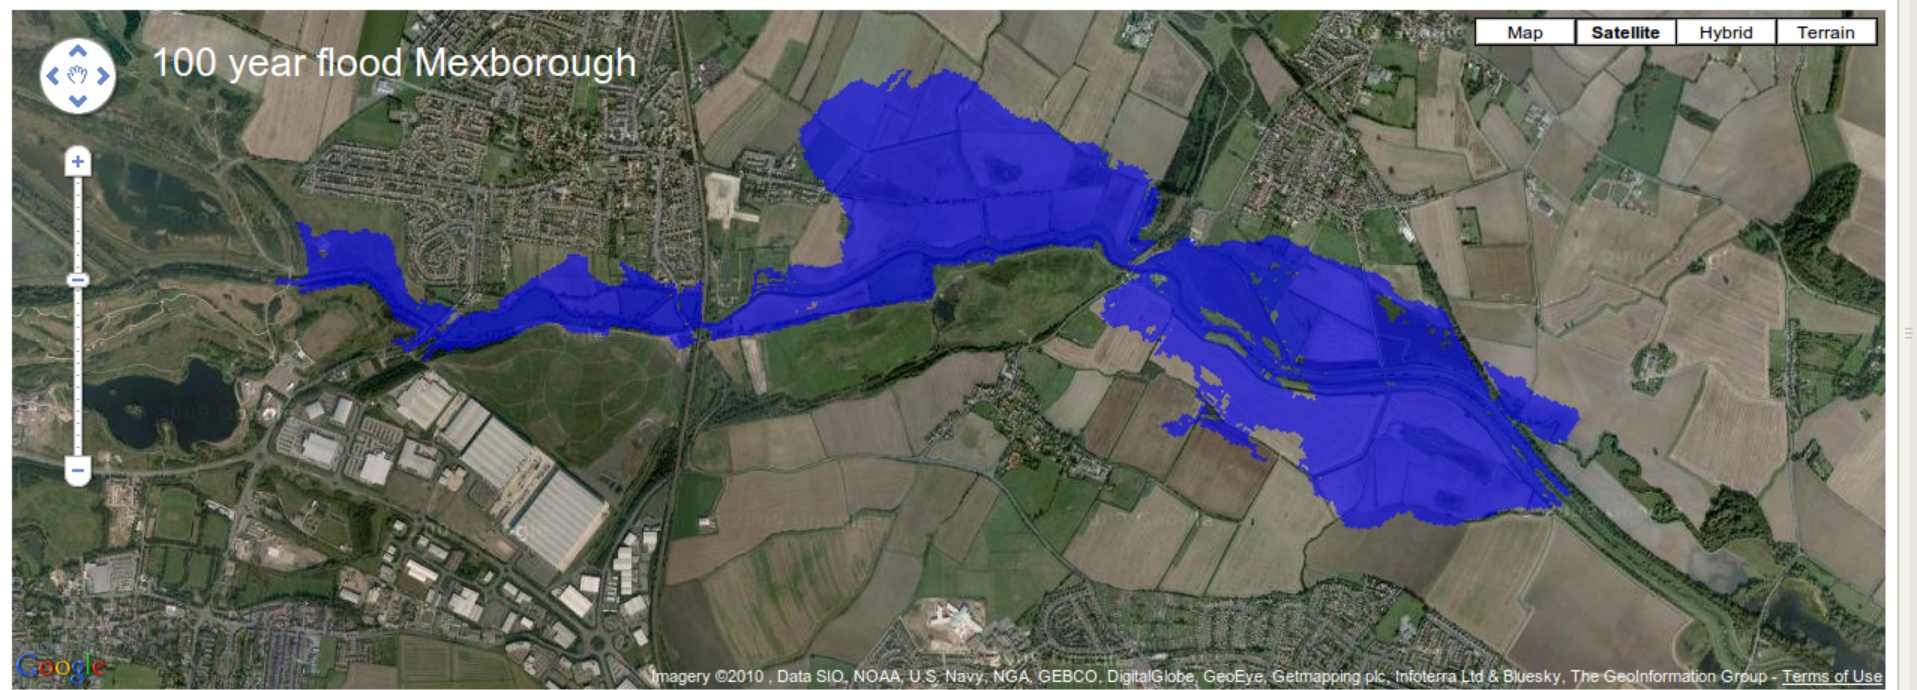 100 year flood Mexborough
Map Satellite Hybrid Terrain
Google
Imagery ©2010 , Data SIO, NOAA, U.S. Navy, NGA, GEBCO, DigitalGlobe, GeoEye, Getmapping plc, Infoterra Ltd & Bluesky, The GeoInformation Group - Terms of Use